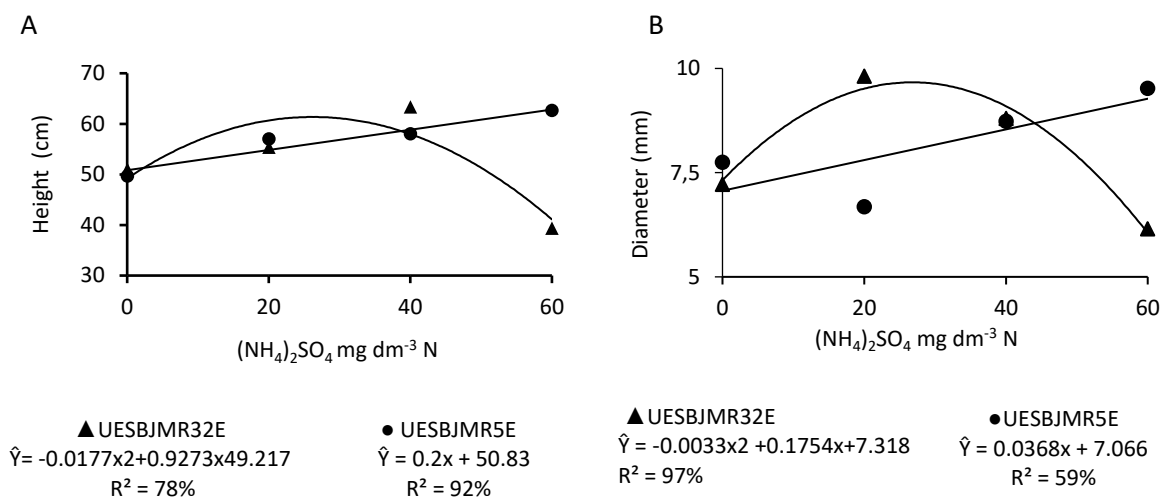 A
70
60
50
40
30
Height (cm)
0 20 40 60
(NH₄)₂SO₄ mg dm⁻³ N
▲ UESBJMR32E
Ŷ= -0.0177x2+0.9273x49.217
R² = 78%
● UESBJMR5E
Ŷ = 0.2x + 50.83
R² = 92%
B
10
7,5
5
Diameter (mm)
0 20 40 60
(NH₄)₂SO₄ mg dm⁻³ N
▲ UESBJMR32E
Ŷ = -0.0033x2 +0.1754x+7.318
R² = 97%
● UESBJMR5E
Ŷ = 0.0368x + 7.066
R² = 59%